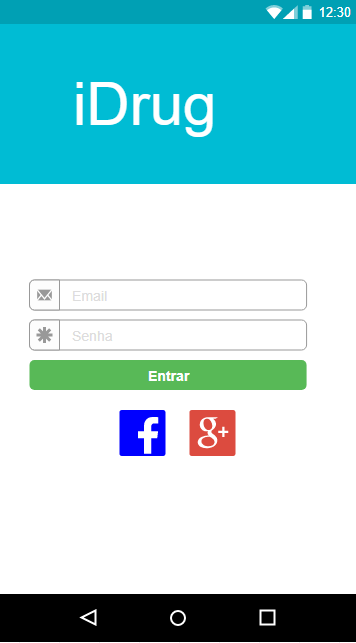 12:30
iDrug
Email
Senha
Entrar
f
g+